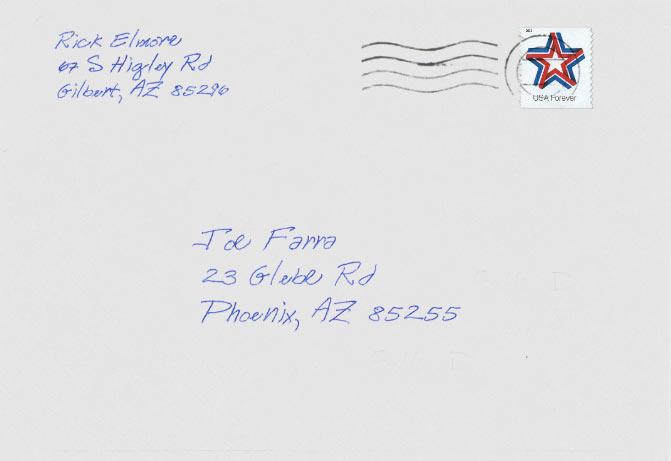 Rick Elmore
67 S Higley Rd
Gilbert, AZ 85296
USA Forever
Joe Farra
23 Glebe Rd
Phoenix, AZ 85255